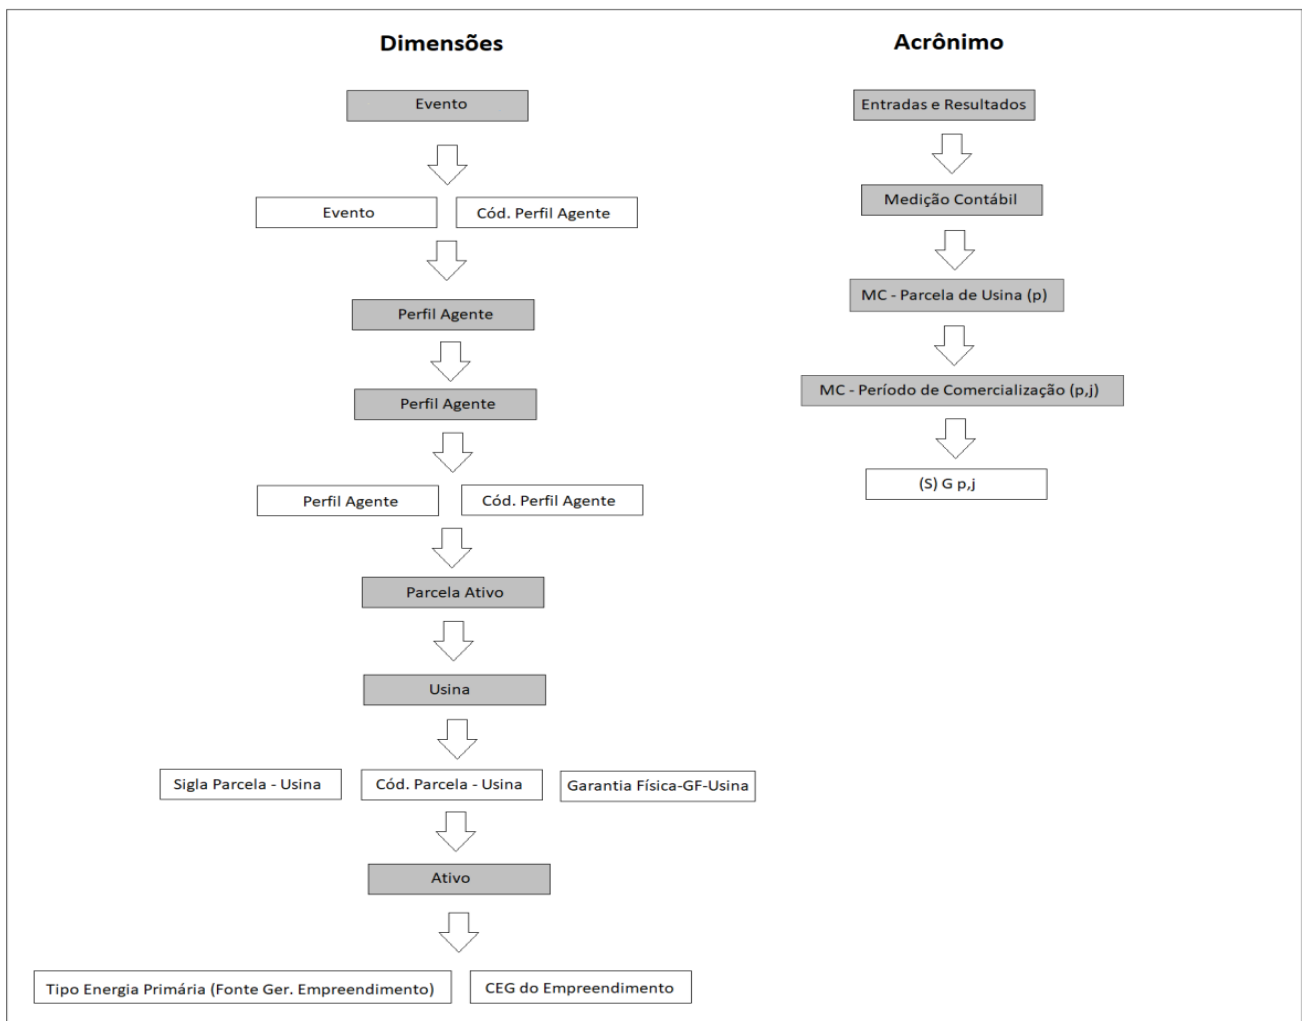 Dimensões
Evento
Evento
Cód. Perfil Agente
Perfil Agente
Perfil Agente
Perfil Agente
Cód. Perfil Agente
Parcela Ativo
Usina
Sigla Parcela - Usina
Cód. Parcela - Usina
Garantia Física-GF-Usina
Ativo
Tipo Energia Primária (Fonte Ger. Empreendimento)
CEG do Empreendimento
Acrônimo
Entradas e Resultados
Medição Contábil
MC - Parcela de Usina (p)
MC - Período de Comercialização (p,j)
(S) G p,j